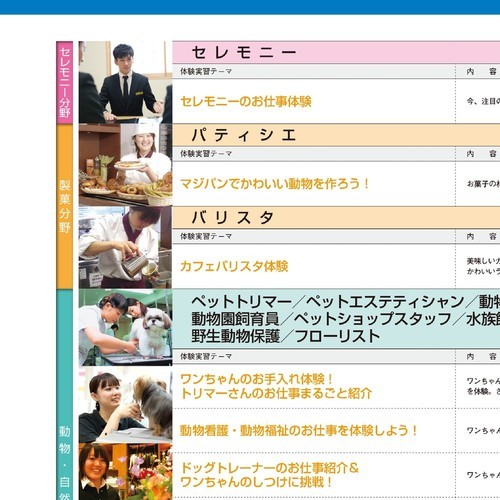 セレモニー分野
セレモニー
体験実習テーマ
内 容
セレモニーのお仕事体験
今、注目の
製菓分野
パティシエ
体験実習テーマ
内 容
マジパンでかわいい動物を作ろう！
お菓子の材
バリスタ
体験実習テーマ
内 容
カフェバリスタ体験
美味しいカ
かわいいラ
動物・自然
ペットトリマー／ペットエステティシャン／動物
動物園飼育員／ペットショップスタッフ／水族館
野生動物保護／フローリスト
体験実習テーマ
内 容
ワンちゃんのお手入れ体験！
トリマーさんのお仕事まるごと紹介
ワンちゃん
を体験。さ
動物看護・動物福祉のお仕事を体験しよう！
ワンちゃん
ドッグトレーナーのお仕事紹介＆
ワンちゃんのしつけに挑戦！
ワンちゃん